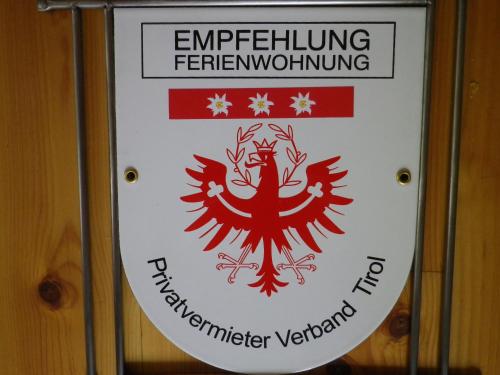 EMPFEHLUNG
FERIENWOHNUNG
Privatvermieter Verband Tirol